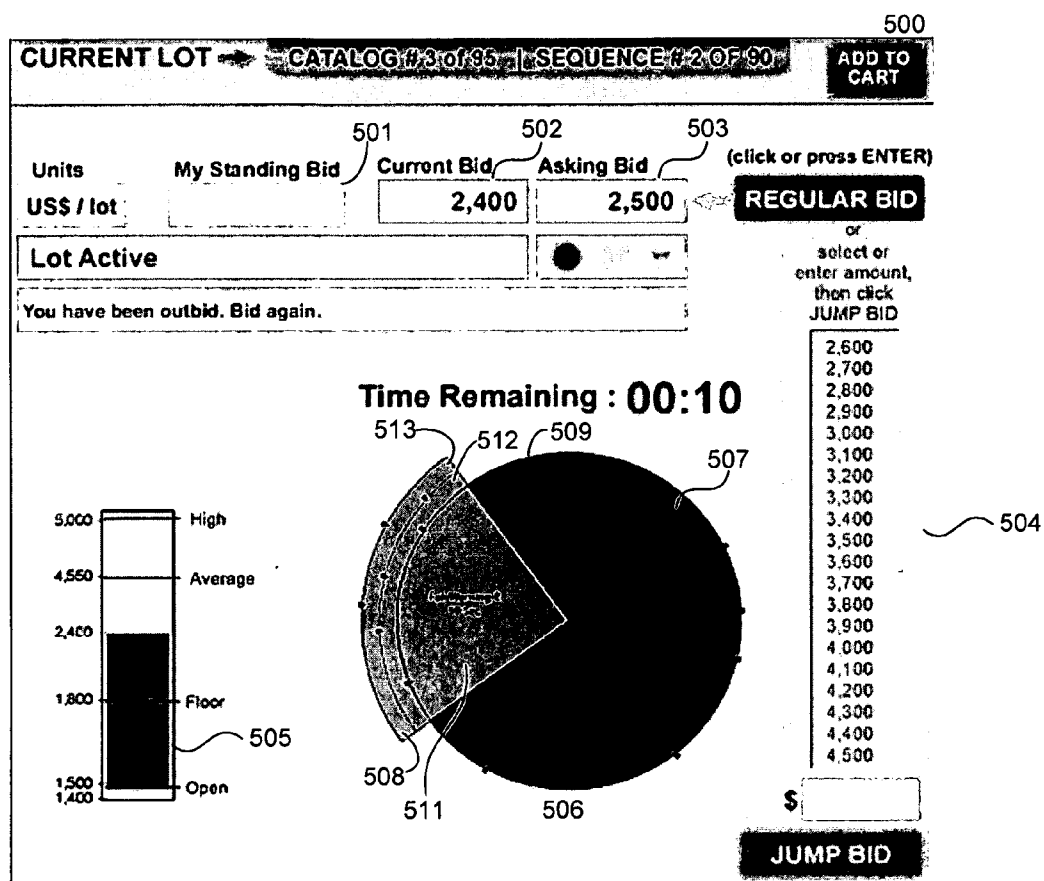 500
CURRENT LOT CATALOG # 3 of 95 | SEQUENCE # 2 OF 90
ADD TO
CART
501
502
503
Units
My Standing Bid
Current Bid
Asking Bid
(click or press ENTER)
US$ / lot
2,400
2,500
REGULAR BID
or
select or
enter amount,
then click
JUMP BID
Lot Active
You have been outbid. Bid again.
2,600
2,700
2,800
2,900
3,000
3,100
3,200
3,300
3,400
3,500
3,600
3,700
3,800
3,900
4,000
4,100
4,200
4,300
4,400
4,500
504
Time Remaining : 00:10
513
512
509
507
5,000
High
4,550
Average
2,400
1,800
Floor
505
1,500
Open
1,400
508
511
506
$
JUMP BID